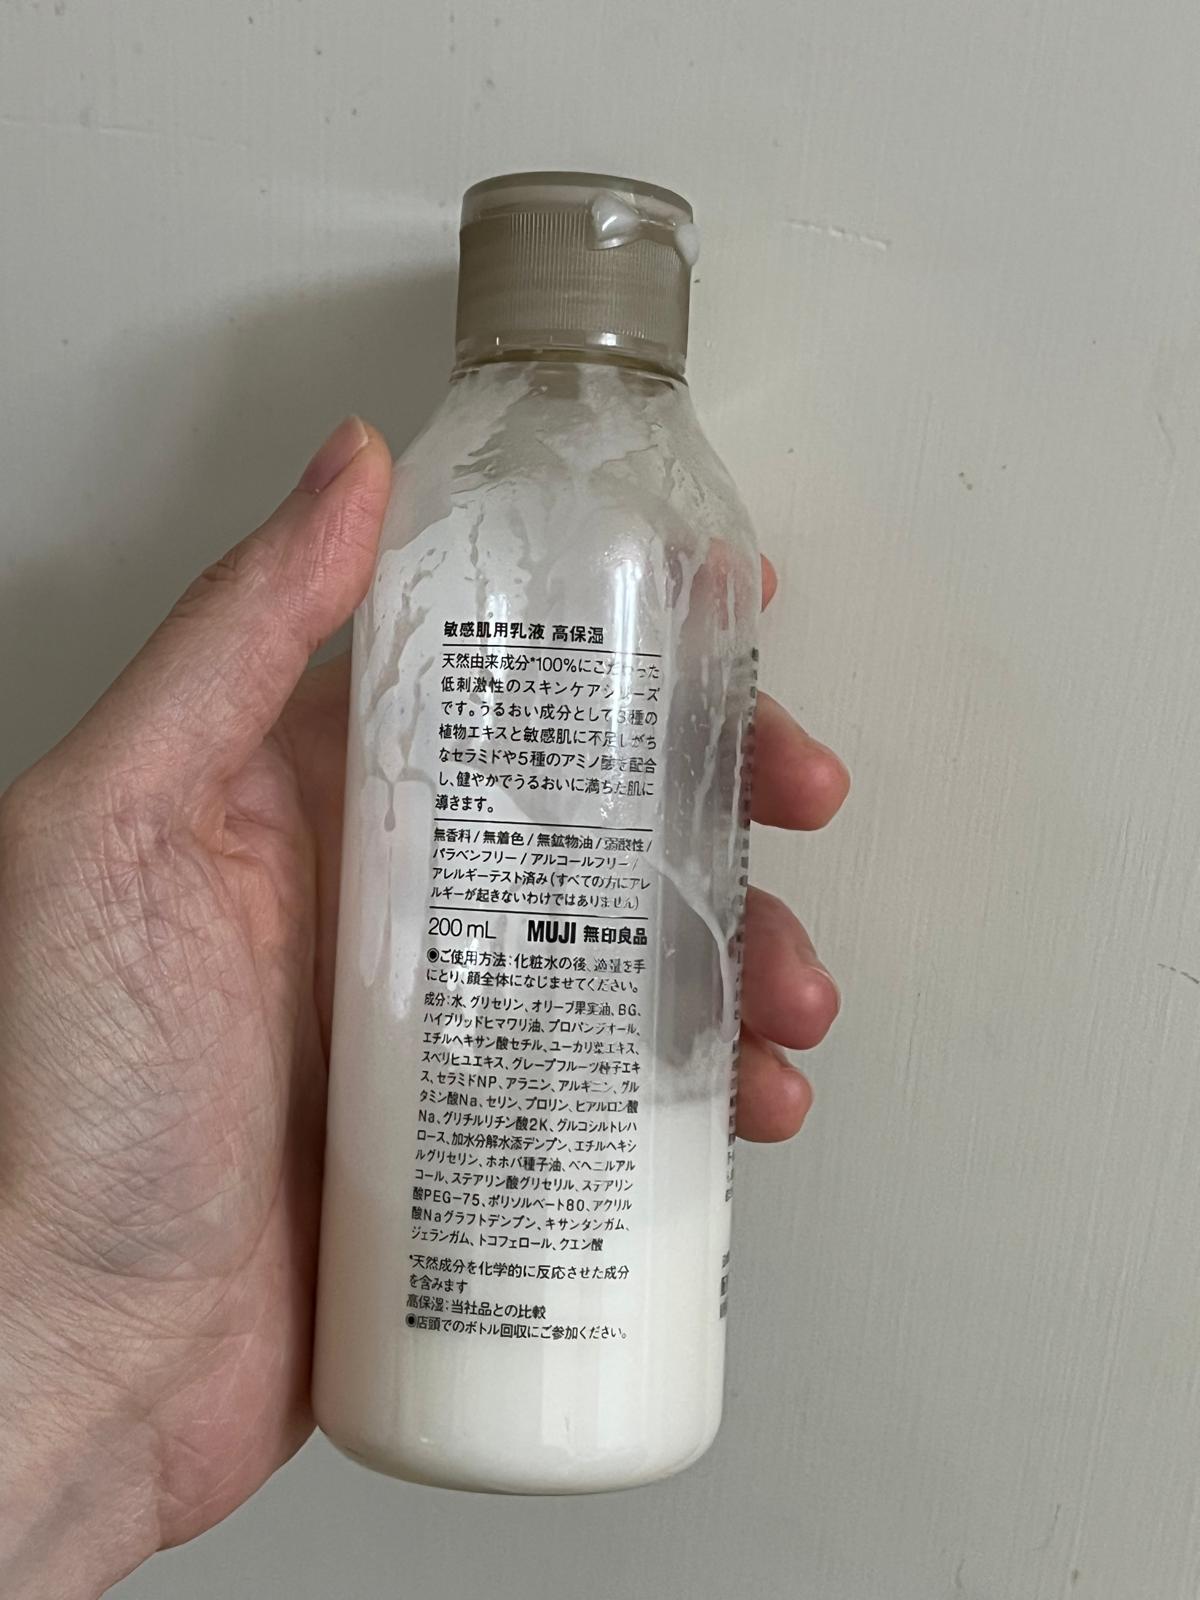 敏感肌用乳液 高保湿
天然由来成分*100%にこだわった
低刺激性のスキンケアシリーズ
です。うるおい成分として3種の
植物エキスと敏感肌に不足しがち
なセラミドや5種のアミノ酸を配合
し、健やかでうるおいに満ちた肌に
導きます。
無香料/無着色/無鉱物油/弱酸性/
パラベンフリー/アルコールフリー/
アレルギーテスト済み(すべての方にアレ
ルギーが起きないわけではありません)
200mL MUJI 無印良品
◉ご使用方法:化粧水の後、適量を手
にとり、顔全体になじませてください。
成分:水、グリセリン、オリーブ果実油、BG、
ハイブリッドヒマワリ油、プロパンジオール、
エチルヘキサン酸セチル、ユーカリ葉エキス、
スベリヒユエキス、グレープフルーツ種子エキ
ス、セラミドNP、アラニン、アルギニン、グル
タミン酸Na、セリン、プロリン、ヒアルロン酸
Na、グリチルリチン酸2K、グルコシルトレハ
ロース、加水分解水添デンプン、エチルヘキシ
ルグリセリン、ホホバ種子油、ベヘニルアル
コール、ステアリン酸グリセリル、ステアリン
酸PEG-75、ポリソルベート80、アクリル
酸Naグラフトデンプン、キサンタンガム、
ジェランガム、トコフェロール、クエン酸
*天然成分を化学的に反応させた成分
を含みます
高保湿:当社品との比較
◉店頭でのボトル回収にご参加ください。